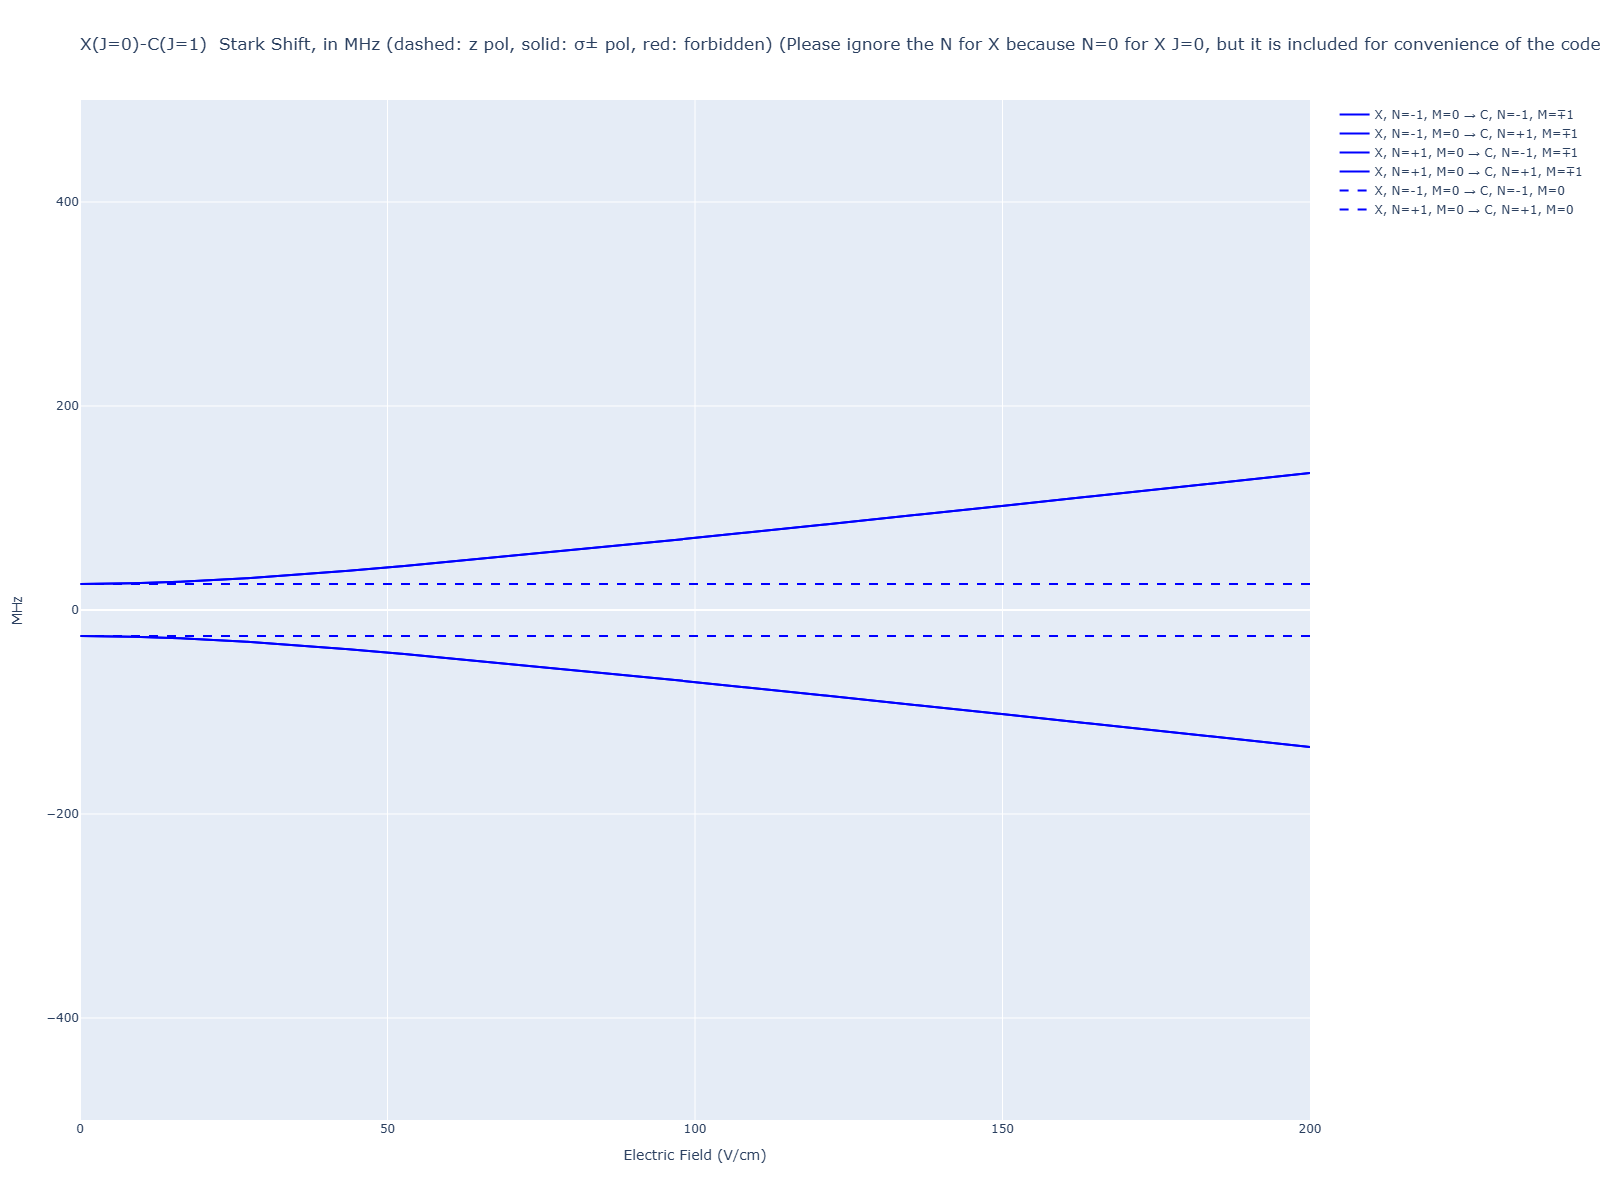 X(J=0)-C(J=1)  Stark Shift, in MHz (dashed: z pol, solid: σ± pol, red: forbidden) (Please ignore the N for X because N=0 for X J=0, but it is included for convenience of the code
X, N=-1, M=0 → C, N=-1, M=∓1
X, N=-1, M=0 → C, N=+1, M=∓1
X, N=+1, M=0 → C, N=-1, M=∓1
X, N=+1, M=0 → C, N=+1, M=∓1
X, N=-1, M=0 → C, N=-1, M=0
X, N=+1, M=0 → C, N=+1, M=0
400
200
0
−200
−400
MHz
0
50
100
150
200
Electric Field (V/cm)